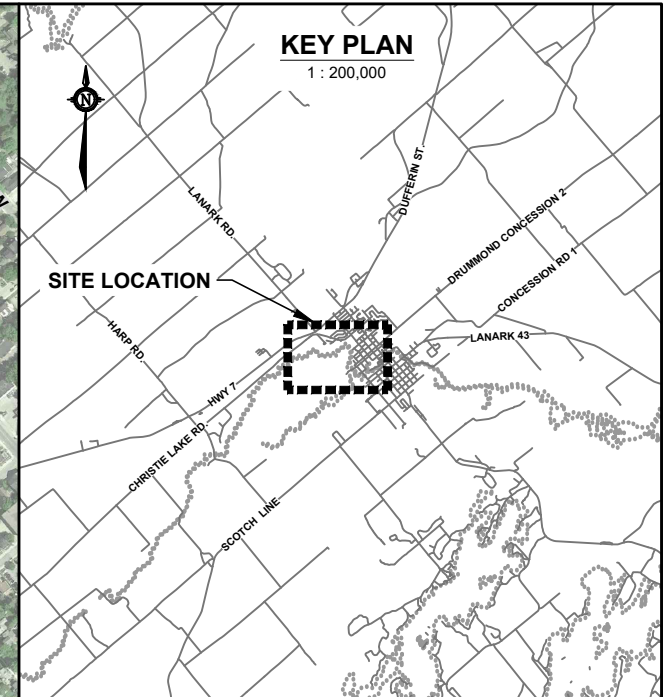 KEY PLAN
1 : 200,000
N
LANARK RD.
DUFFERIN ST.
DRUMMOND CONCESSION 2
CONCESSION RD 1
SITE LOCATION
LANARK 43
HARP RD.
HWY 7
CHRISTIE LAKE RD.
SCOTCH LINE